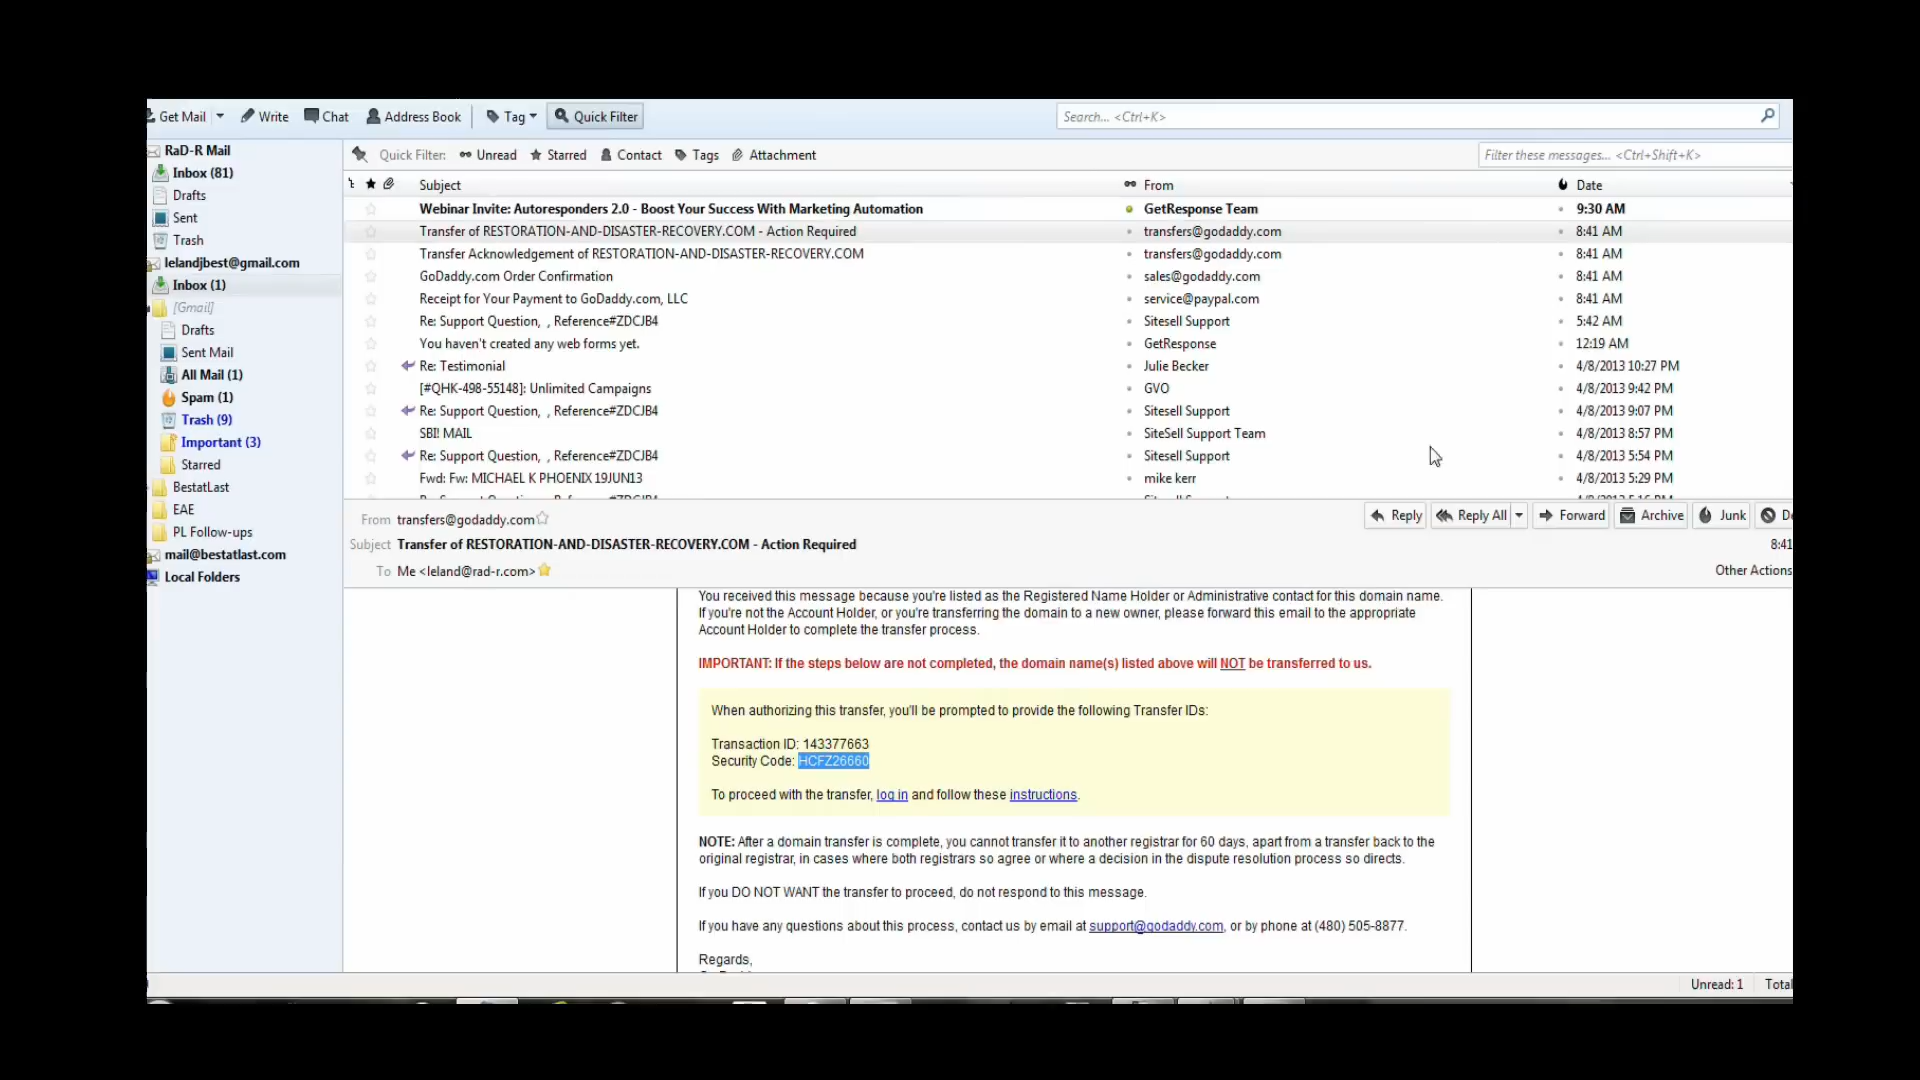 Get Mail Write Chat Address Book Tag Quick Filter Search... <Ctrl+K>
RaD-R Mail
Inbox (81)
Drafts
Sent
Trash
lelandjbest@gmail.com
Inbox (1)
[Gmail]
Drafts
Sent Mail
All Mail (1)
Spam (1)
Trash (9)
Important (3)
Starred
BestatLast
EAE
PL Follow-ups
mail@bestatlast.com
Local Folders
Quick Filter: Unread Starred Contact Tags Attachment Filter these messages... <Ctrl+Shift+K>
Subject From Date
Webinar Invite: Autoresponders 2.0 - Boost Your Success With Marketing Automation GetResponse Team 9:30 AM
Transfer of RESTORATION-AND-DISASTER-RECOVERY.COM - Action Required transfers@godaddy.com 8:41 AM
Transfer Acknowledgement of RESTORATION-AND-DISASTER-RECOVERY.COM transfers@godaddy.com 8:41 AM
GoDaddy.com Order Confirmation sales@godaddy.com 8:41 AM
Receipt for Your Payment to GoDaddy.com, LLC service@paypal.com 8:41 AM
Re: Support Question, , Reference#ZDCJB4 Sitesell Support 5:42 AM
You haven't created any web forms yet. GetResponse 12:19 AM
Re: Testimonial Julie Becker 4/8/2013 10:27 PM
[#QHK-498-55148]: Unlimited Campaigns GVO 4/8/2013 9:42 PM
Re: Support Question, , Reference#ZDCJB4 Sitesell Support 4/8/2013 9:07 PM
SBI! MAIL SiteSell Support Team 4/8/2013 8:57 PM
Re: Support Question, , Reference#ZDCJB4 Sitesell Support 4/8/2013 5:54 PM
Fwd: Fw: MICHAEL K PHOENIX 19JUN13 mike kerr 4/8/2013 5:29 PM
From transfers@godaddy.com Reply Reply All Forward Archive Junk
Subject Transfer of RESTORATION-AND-DISASTER-RECOVERY.COM - Action Required 8:41
To Me <leland@rad-r.com> Other Actions
You received this message because you're listed as the Registered Name Holder or Administrative contact for this domain name.
If you're not the Account Holder, or you're transferring the domain to a new owner, please forward this email to the appropriate
Account Holder to complete the transfer process.
IMPORTANT: If the steps below are not completed, the domain name(s) listed above will NOT be transferred to us.
When authorizing this transfer, you'll be prompted to provide the following Transfer IDs:
Transaction ID: 143377663
Security Code: HCFZ26660
To proceed with the transfer, log in and follow these instructions.
NOTE: After a domain transfer is complete, you cannot transfer it to another registrar for 60 days, apart from a transfer back to the
original registrar, in cases where both registrars so agree or where a decision in the dispute resolution process so directs.
If you DO NOT WANT the transfer to proceed, do not respond to this message.
If you have any questions about this process, contact us by email at support@godaddy.com, or by phone at (480) 505-8877.
Regards,
Unread: 1 Total